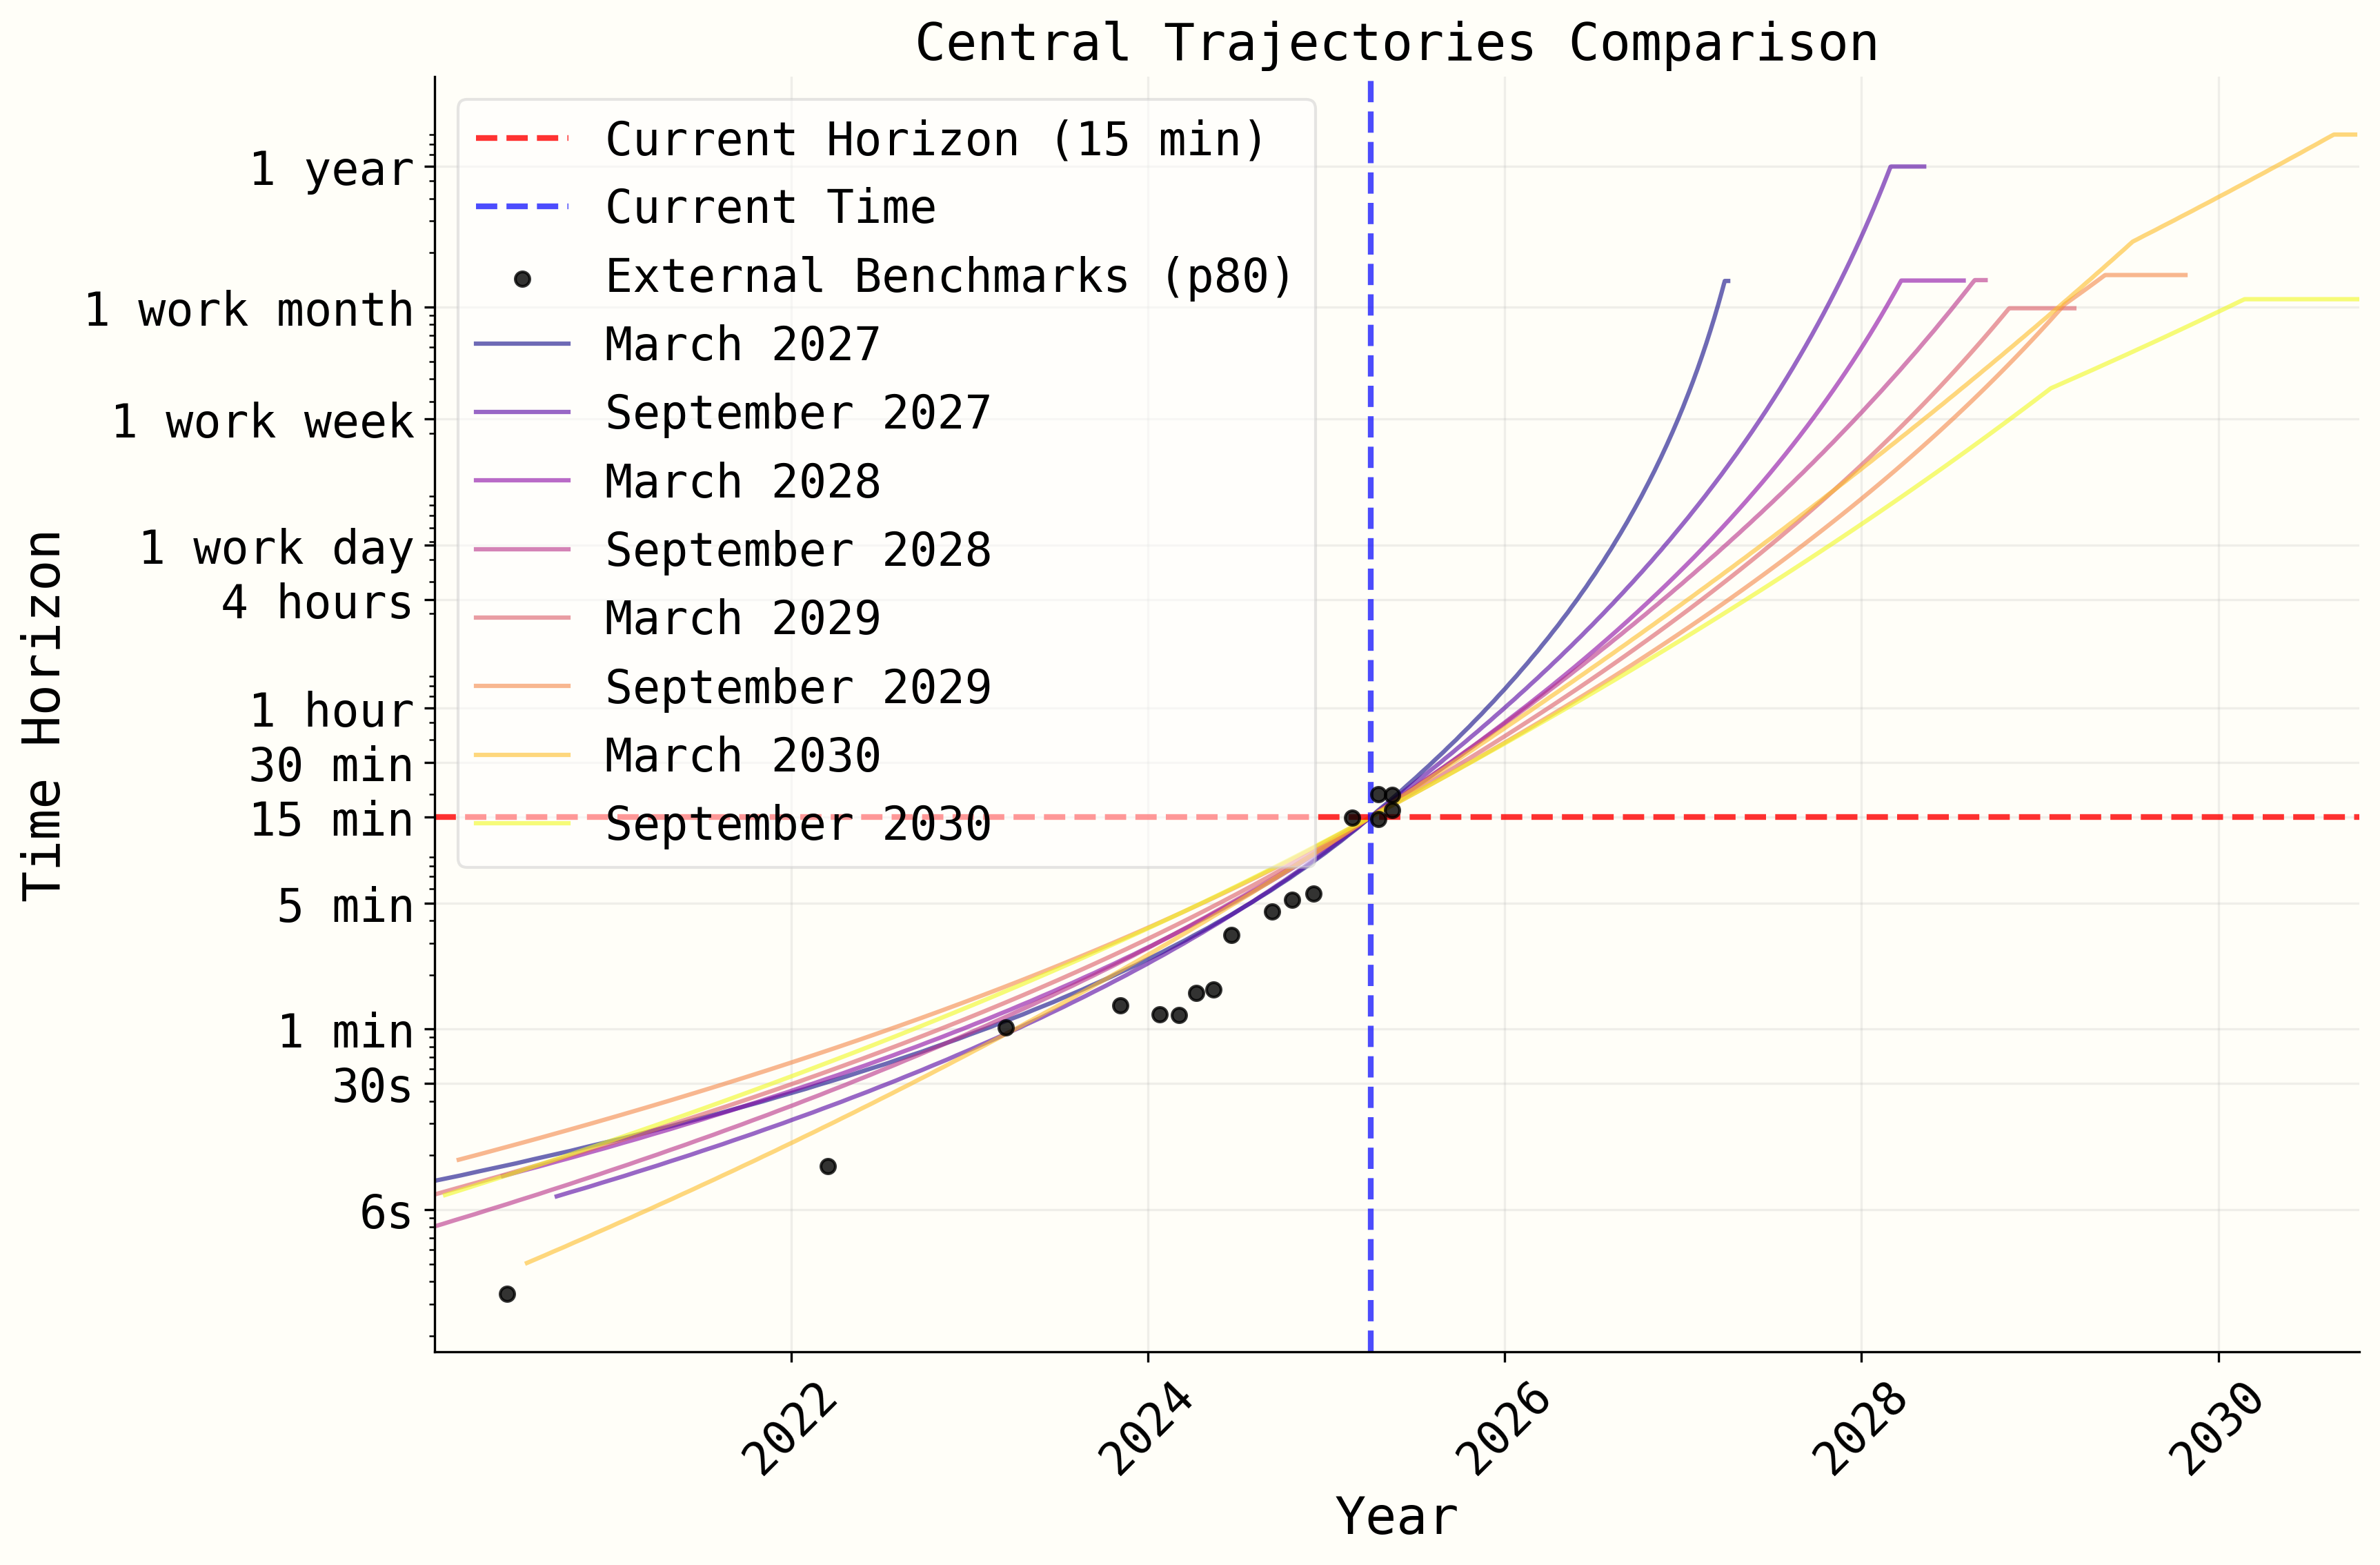 Central Trajectories Comparison
Time Horizon
1 year
1 work month
1 work week
1 work day
4 hours
1 hour
30 min
15 min
5 min
1 min
30s
6s
Current Horizon (15 min)
Current Time
External Benchmarks (p80)
March 2027
September 2027
March 2028
September 2028
March 2029
September 2029
March 2030
September 2030
2022
2024
2026
2028
2030
Year